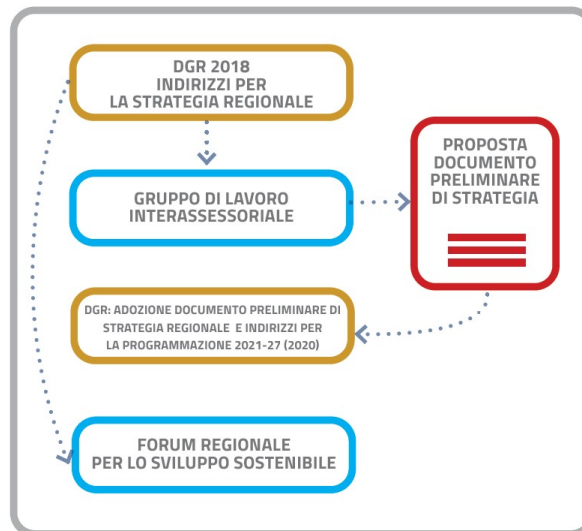 DGR 2018
INDIRIZZI PER
LA STRATEGIA REGIONALE
GRUPPO DI LAVORO
INTERASSESSORIALE
PROPOSTA
DOCUMENTO
PRELIMINARE
DI STRATEGIA
DGR: ADOZIONE DOCUMENTO PRELIMINARE DI
STRATEGIA REGIONALE E INDIRIZZI PER
LA PROGRAMMAZIONE 2021-27 (2020)
FORUM REGIONALE
PER LO SVILUPPO SOSTENIBILE